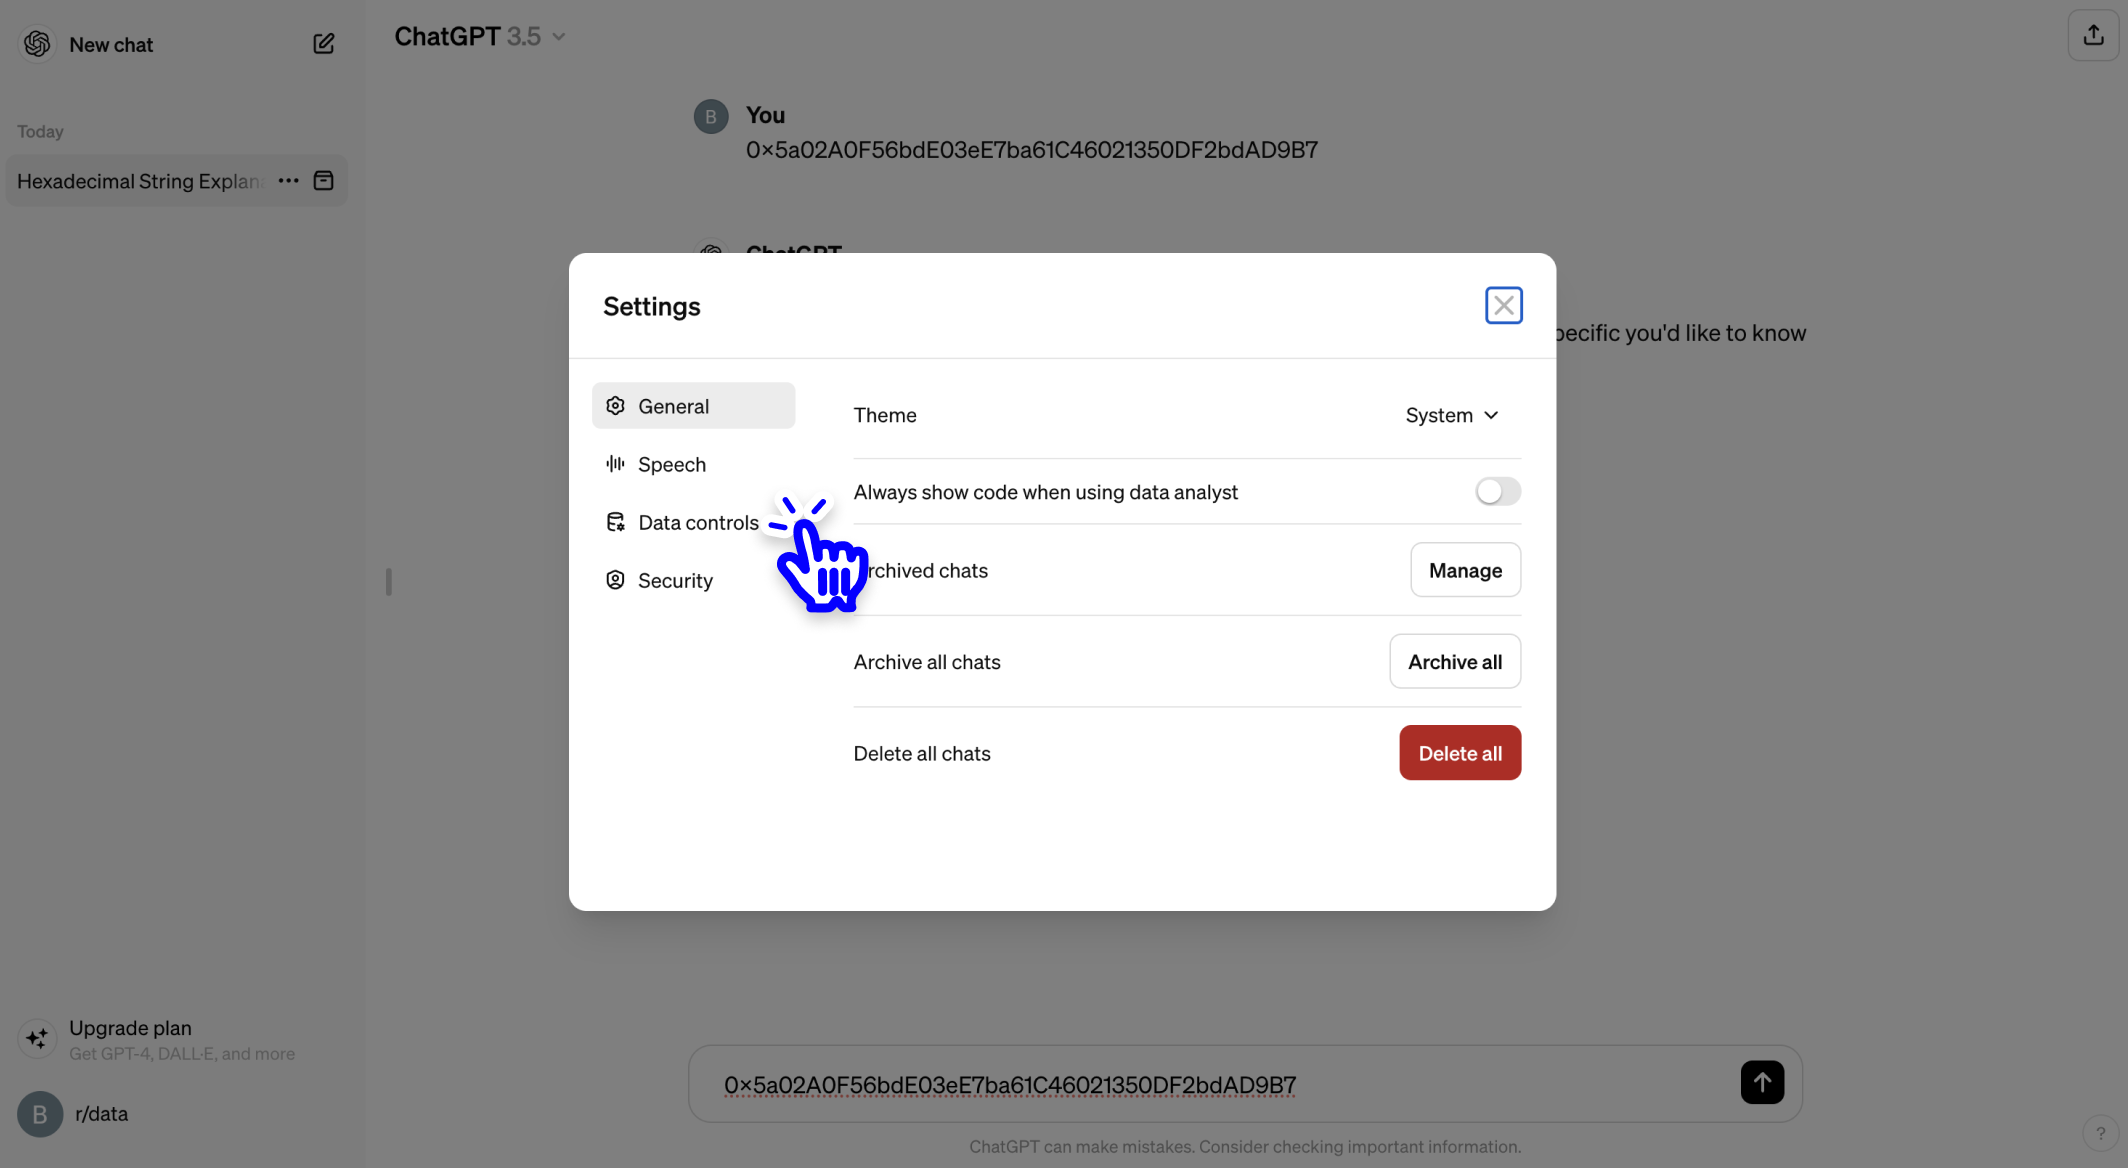 New chat
Today
Hexadecimal String Explana
ChatGPT 3.5
B
You
0×5a02A0F56bdE03eE7ba61C46021350DF2bdAD9B7
ChatGPT
pecific you'd like to know
Settings
General
Speech
Data controls
Security
Theme
System
Always show code when using data analyst
rchived chats
Manage
Archive all chats
Archive all
Delete all chats
Delete all
Upgrade plan
Get GPT-4, DALL·E, and more
B
r/data
0×5a02A0F56bdE03eE7ba61C46021350DF2bdAD9B7
ChatGPT can make mistakes. Consider checking important information.
?